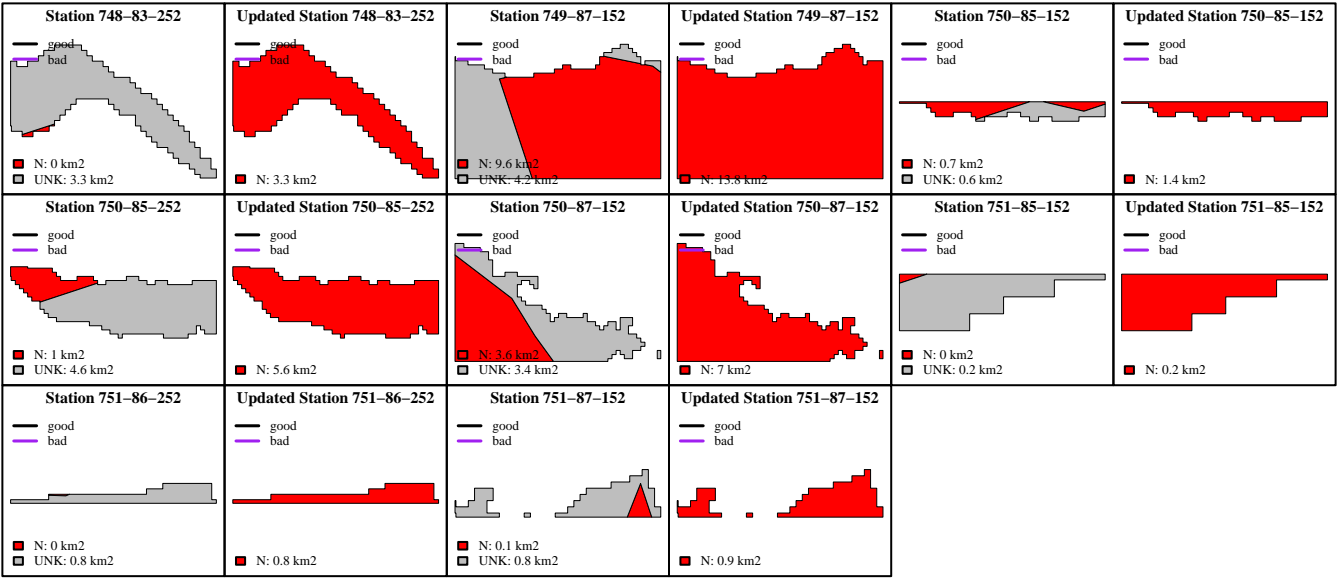 Station 748−83−252
good
bad
N: 0 km2
UNK: 3.3 km2
Updated Station 748−83−252
good
bad
N: 3.3 km2
Station 749−87−152
good
bad
N: 9.6 km2
UNK: 4.2 km2
Updated Station 749−87−152
good
bad
N: 13.8 km2
Station 750−85−152
good
bad
N: 0.7 km2
UNK: 0.6 km2
Updated Station 750−85−152
good
bad
N: 1.4 km2
Station 750−85−252
good
bad
N: 1 km2
UNK: 4.6 km2
Updated Station 750−85−252
good
bad
N: 5.6 km2
Station 750−87−152
good
bad
N: 3.6 km2
UNK: 3.4 km2
Updated Station 750−87−152
good
bad
N: 7 km2
Station 751−85−152
good
bad
N: 0 km2
UNK: 0.2 km2
Updated Station 751−85−152
good
bad
N: 0.2 km2
Station 751−86−252
good
bad
N: 0 km2
UNK: 0.8 km2
Updated Station 751−86−252
good
bad
N: 0.8 km2
Station 751−87−152
good
bad
N: 0.1 km2
UNK: 0.8 km2
Updated Station 751−87−152
good
bad
N: 0.9 km2